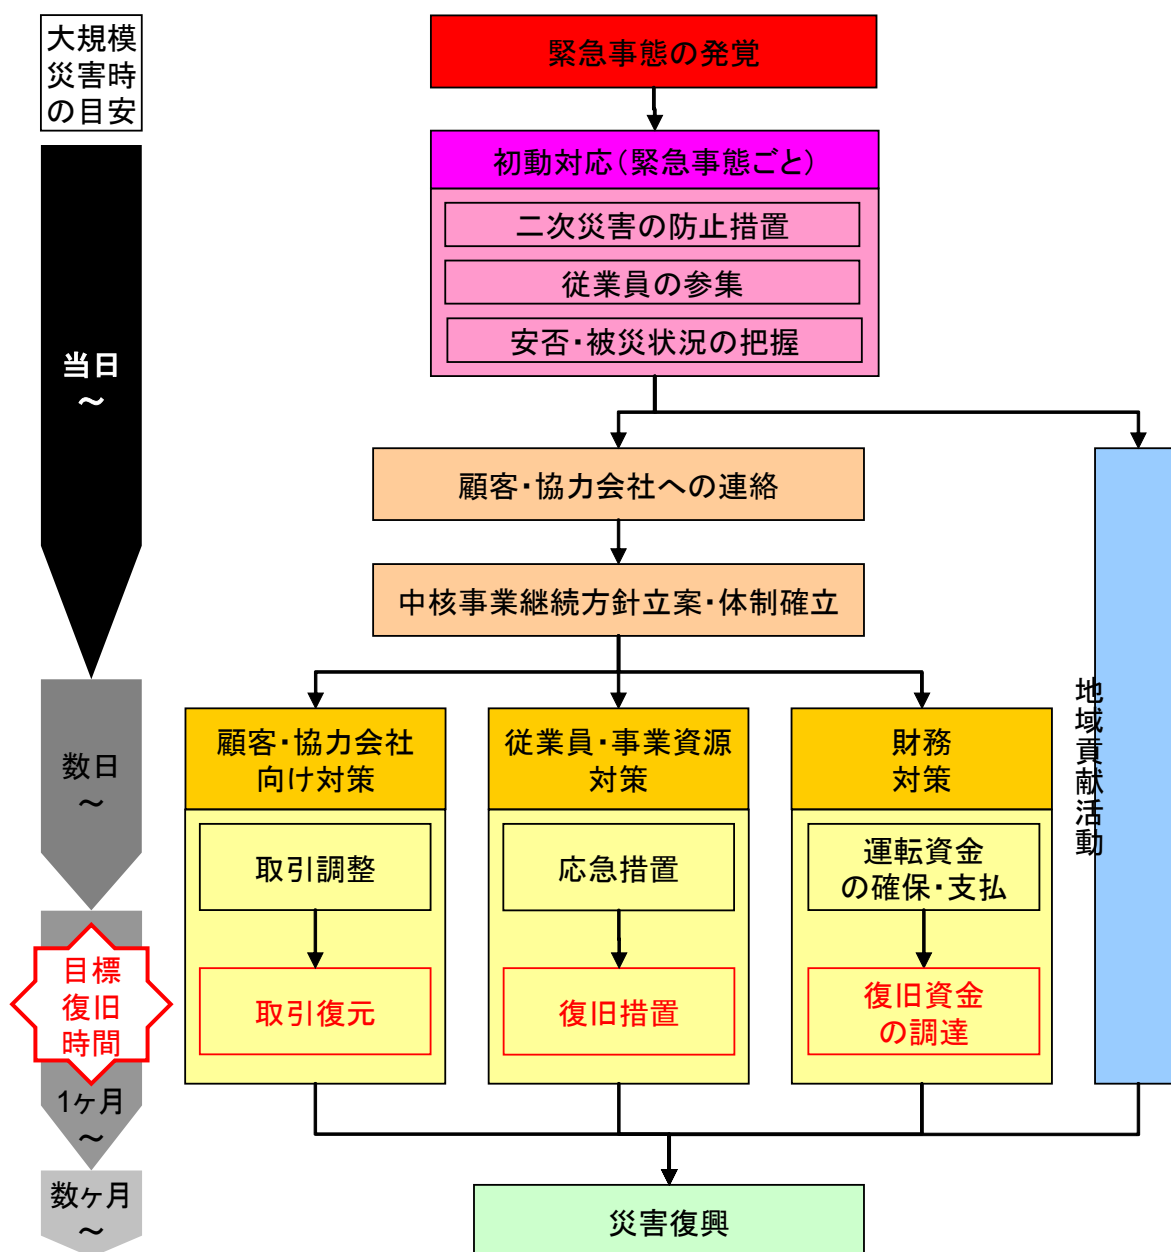 大規模
災害時
の目安
緊急事態の発覚
初動対応(緊急事態ごと)
二次災害の防止措置
従業員の参集
安否・被災状況の把握
当日
～
顧客・協力会社への連絡
中核事業継続方針立案・体制確立
数日
～
顧客・協力会社
向け対策
取引調整
取引復元
従業員・事業資源
対策
応急措置
復旧措置
財務
対策
運転資金
の確保・支払
復旧資金
の調達
地域貢献活動
目標
復旧
時間
1ヶ月
～
数ヶ月
～
災害復興